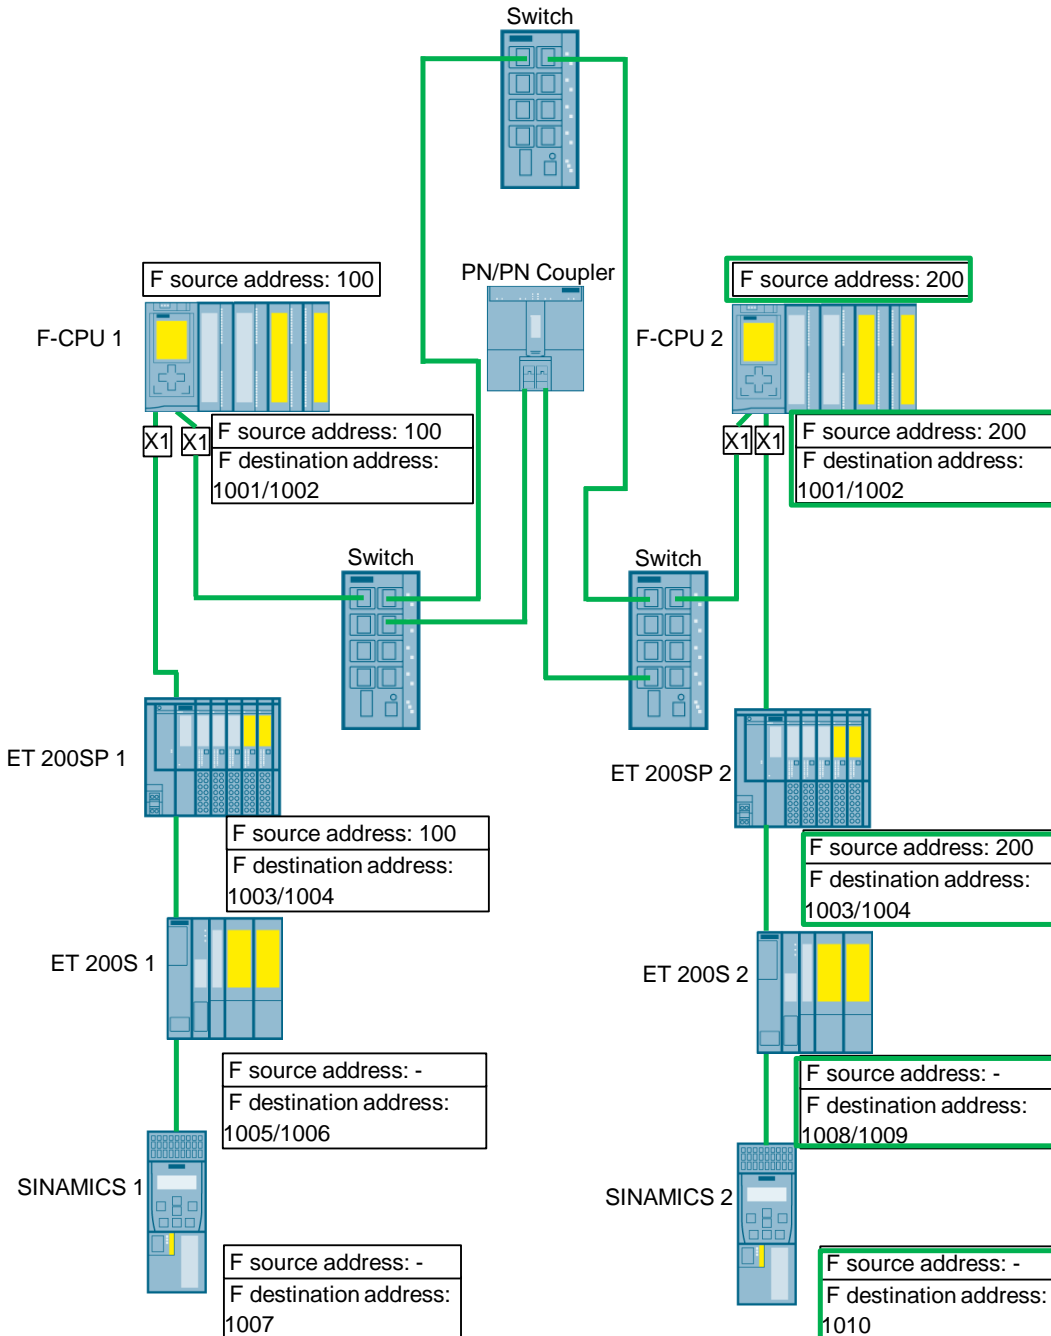 Switch
F source address: 100
PN/PN Coupler
F source address: 200
F-CPU 1
F-CPU 2
X1
X1
F source address: 100
F destination address:
1001/1002
X1
X1
F source address: 200
F destination address:
1001/1002
Switch
Switch
ET 200SP 1
ET 200SP 2
F source address: 100
F destination address:
1003/1004
F source address: 200
F destination address:
1003/1004
ET 200S 1
ET 200S 2
F source address: -
F destination address:
1005/1006
F source address: -
F destination address:
1008/1009
SINAMICS 1
SINAMICS 2
F source address: -
F destination address:
1007
F source address: -
F destination address:
1010